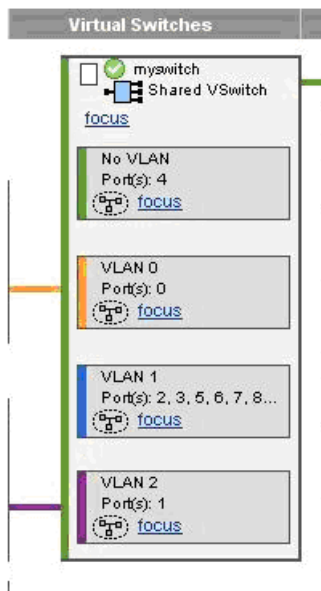 Virtual Switches
myswitch
Shared VSwitch
focus
No VLAN
Port(s): 4
focus
VLAN 0
Port(s): 0
focus
VLAN 1
Port(s): 2, 3, 5, 6, 7, 8...
focus
VLAN 2
Port(s): 1
focus